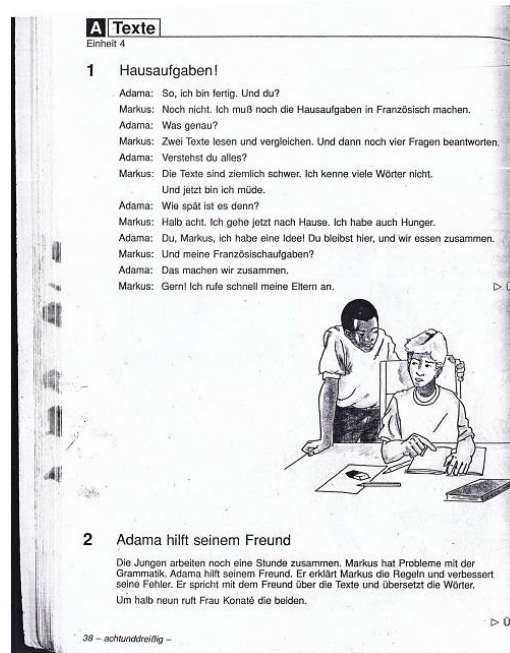 A Texte
Einheit 4
1 Hausaufgaben!
Adama: So, ich bin fertig. Und du?
Markus: Noch nicht. Ich muß noch die Hausaufgaben in Französisch machen.
Adama: Was genau?
Markus: Zwei Texte lesen und vergleichen. Und dann noch vier Fragen beantworten.
Adama: Verstehst du alles?
Markus: Die Texte sind ziemlich schwer. Ich kenne viele Wörter nicht.
Und jetzt bin ich müde.
Adama: Wie spät ist es denn?
Markus: Halb acht. Ich gehe jetzt nach Hause. Ich habe auch Hunger.
Adama: Du, Markus, ich habe eine Idee! Du bleibst hier, und wir essen zusammen.
Markus: Und meine Französischaufgaben?
Adama: Das machen wir zusammen.
Markus: Gern! Ich rufe schnell meine Eltern an.
▷ Ü
2 Adama hilft seinem Freund
Die Jungen arbeiten noch eine Stunde zusammen. Markus hat Probleme mit der
Grammatik. Adama hilft seinem Freund. Er erklärt Markus die Regeln und verbessert
seine Fehler. Er spricht mit dem Freund über die Texte und übersetzt die Wörter.
Um halb neun ruft Frau Konaté die beiden.
▷ Ü
38 – achtunddreißig –